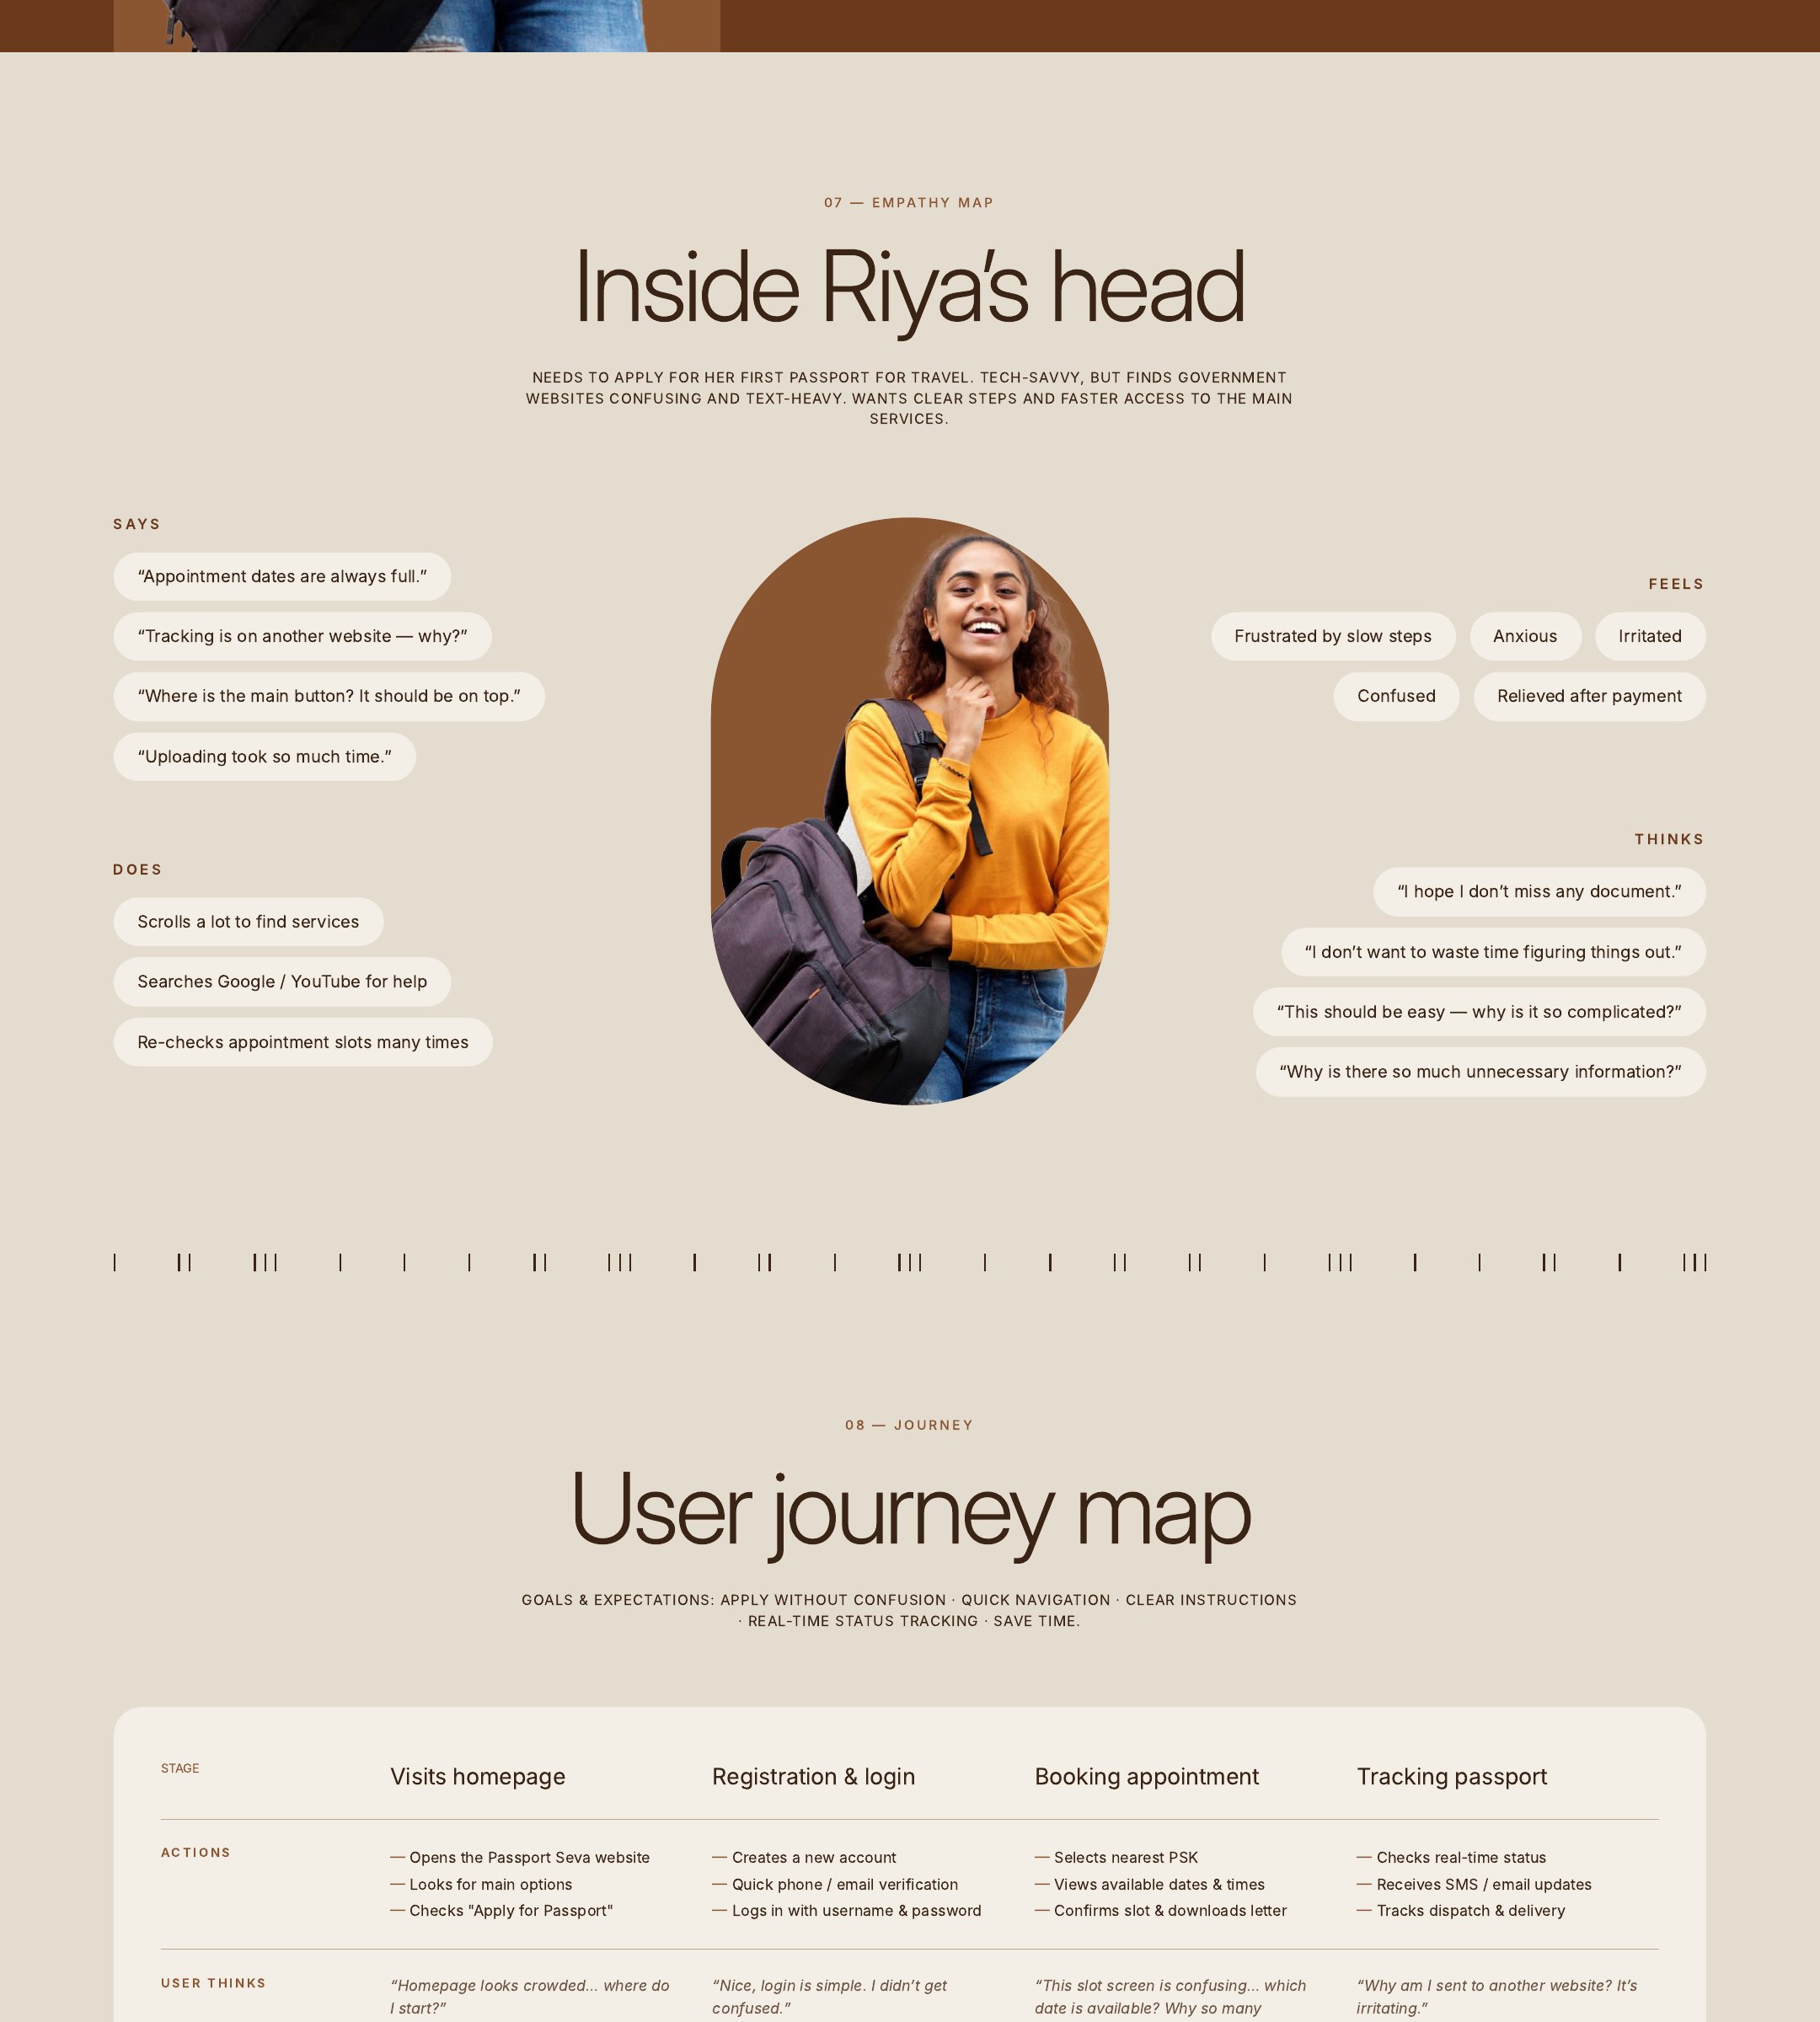 07 — EMPATHY MAP
Inside Riya’s head
NEEDS TO APPLY FOR HER FIRST PASSPORT FOR TRAVEL. TECH-SAVVY, BUT FINDS GOVERNMENT
WEBSITES CONFUSING AND TEXT-HEAVY. WANTS CLEAR STEPS AND FASTER ACCESS TO THE MAIN
SERVICES.
SAYS
“Appointment dates are always full.”
“Tracking is on another website — why?”
“Where is the main button? It should be on top.”
“Uploading took so much time.”
DOES
Scrolls a lot to find services
Searches Google / YouTube for help
Re-checks appointment slots many times
FEELS
Frustrated by slow steps Anxious Irritated
Confused Relieved after payment
THINKS
“I hope I don’t miss any document.”
“I don’t want to waste time figuring things out.”
“This should be easy — why is it so complicated?”
“Why is there so much unnecessary information?”
08 — JOURNEY
User journey map
GOALS & EXPECTATIONS: APPLY WITHOUT CONFUSION · QUICK NAVIGATION · CLEAR INSTRUCTIONS
· REAL-TIME STATUS TRACKING · SAVE TIME.
STAGE Visits homepage Registration & login Booking appointment Tracking passport
ACTIONS — Opens the Passport Seva website — Creates a new account — Selects nearest PSK — Checks real-time status
— Looks for main options — Quick phone / email verification — Views available dates & times — Receives SMS / email updates
— Checks "Apply for Passport" — Logs in with username & password — Confirms slot & downloads letter — Tracks dispatch & delivery
USER THINKS “Homepage looks crowded... where do “Nice, login is simple. I didn’t get “This slot screen is confusing... which “Why am I sent to another website? It’s
I start?” confused.” date is available? Why so many irritating.”